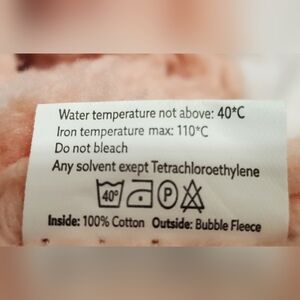 Water temperature not above: 40*C
Iron temperature max: 110*C
Do not bleach
Any solvent exept Tetrachloroethylene
40° P A
Inside: 100% Cotton Outside: Bubble Fleece